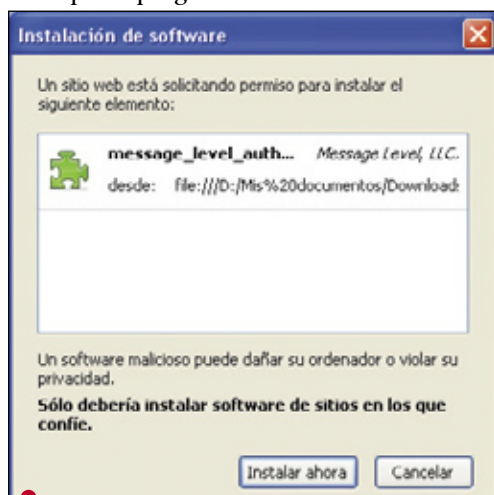 Instalación de software
Un sitio web está solicitando permiso para instalar el
siguiente elemento:
message_level_auth... Message Level, LLC.
desde: file:///D:/Mis%20documentos/Download
Un software malicioso puede dañar su ordenador o violar su
privacidad.
Sólo debería instalar software de sitios en los que
confíe.
Instalar ahora Cancelar